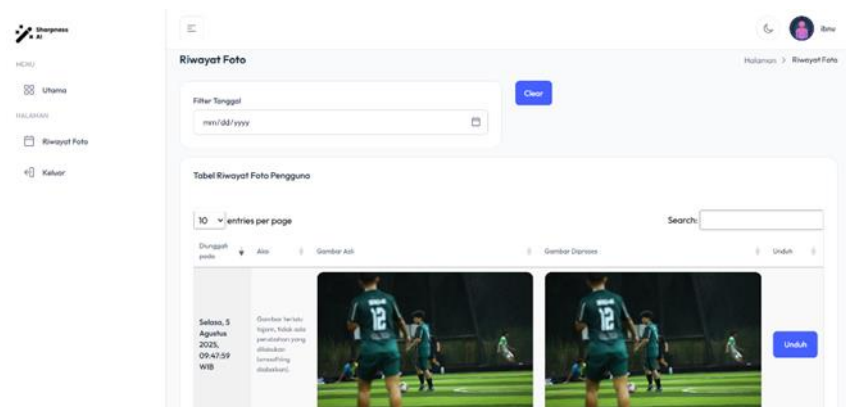 Sharpness
AI
ibnu
Riwayat Foto
Halaman > Riwayat Foto
MENU
Utama
HALAMAN
Riwayat Foto
Keluar
Filter Tanggal
mm/dd/yyyy
Clear
Tabel Riwayat Foto Pengguna
10 entries per page
Search:
Diunggah
pada
Aksi
Gambar Asli
Gambar Diproses
Unduh
Selasa, 5
Agustus
2025,
09:47:59
WIB
Gambar terlalu
tajam, tidak ada
perubahan yang
dilakukan
(smoothing
diabaikan).
12
12
Unduh